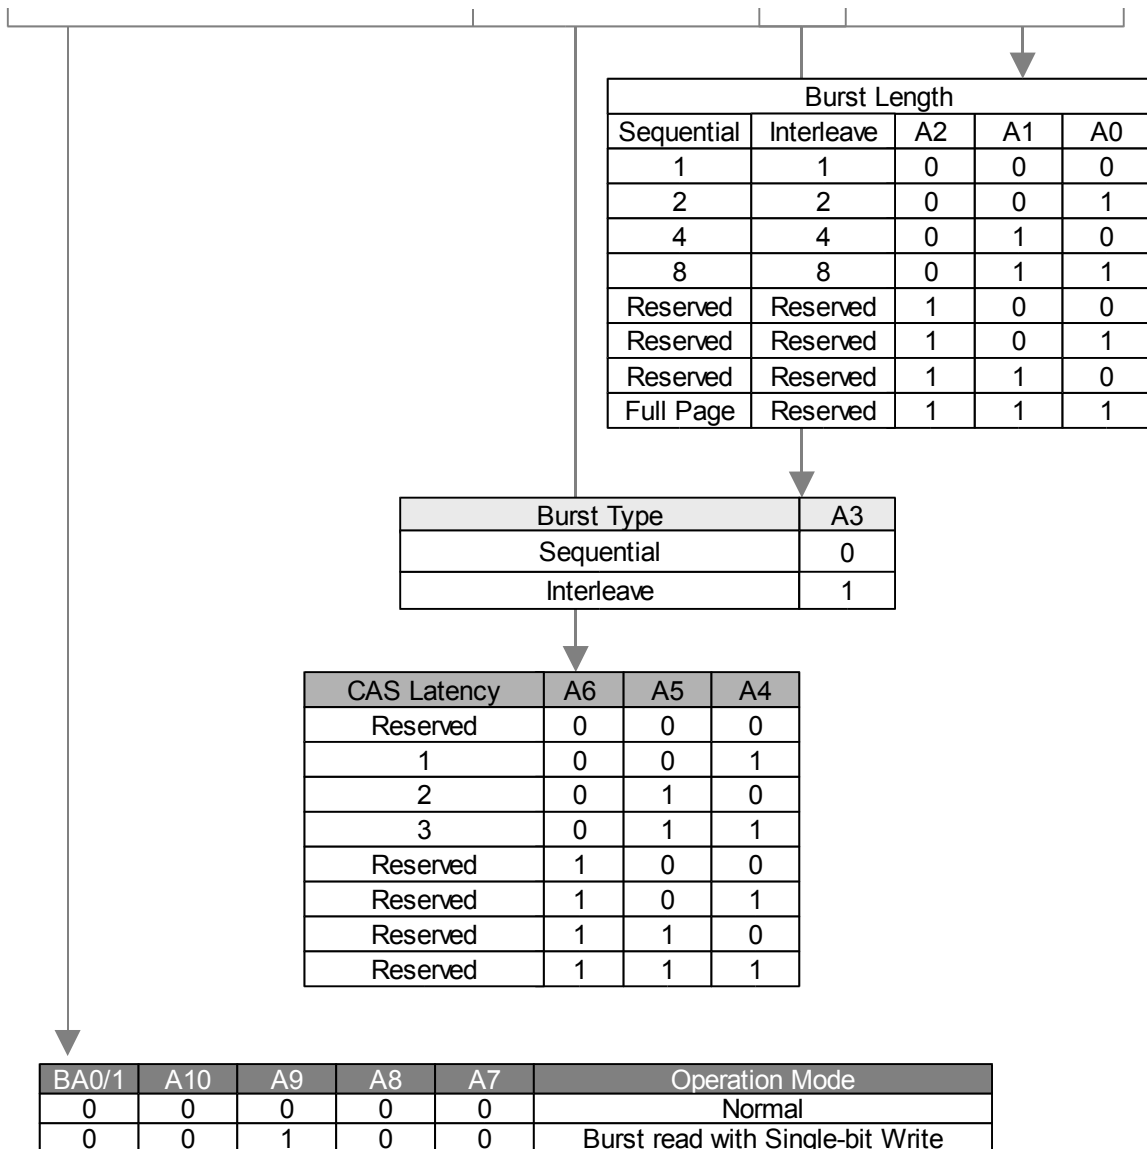 Burst Length
Sequential Interleave A2 A1 A0
1 1 0 0 0
2 2 0 0 1
4 4 0 1 0
8 8 0 1 1
Reserved Reserved 1 0 0
Reserved Reserved 1 0 1
Reserved Reserved 1 1 0
Full Page Reserved 1 1 1
Burst Type A3
Sequential 0
Interleave 1
CAS Latency A6 A5 A4
Reserved 0 0 0
1 0 0 1
2 0 1 0
3 0 1 1
Reserved 1 0 0
Reserved 1 0 1
Reserved 1 1 0
Reserved 1 1 1
BA0/1 A10 A9 A8 A7 Operation Mode
0 0 0 0 0 Normal
0 0 1 0 0 Burst read with Single-bit Write